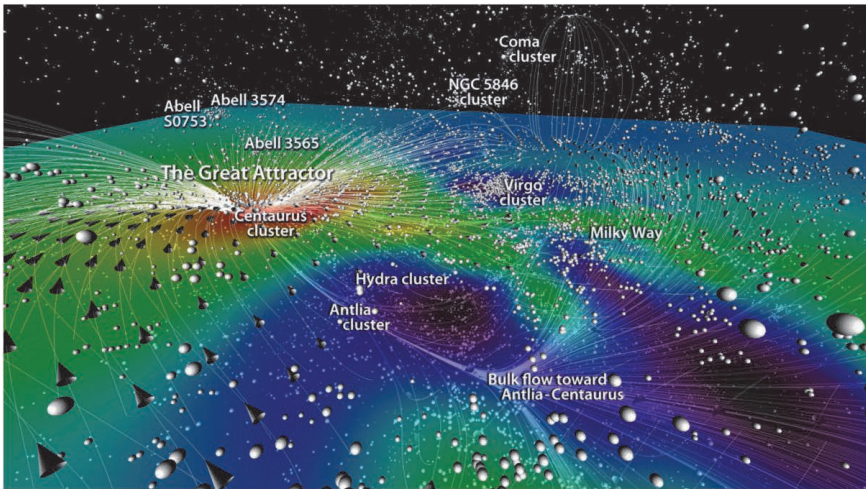 Coma
cluster
NGC 5846
cluster
Abell
S0753
Abell 3574
Abell 3565
The Great Attractor
Virgo
cluster
Centaurus
cluster
Milky Way
Hydra cluster
Antlia
cluster
Bulk flow toward
Antlia-Centaurus